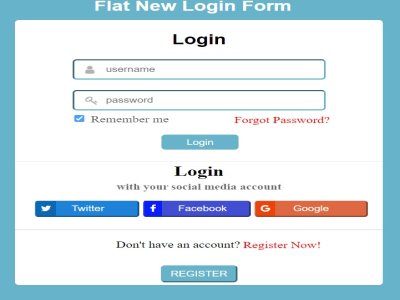 Flat New Login Form
Login
username
password
Remember me Forgot Password?
Login
Login
with your social media account
Twitter Facebook Google
Don't have an account? Register Now!
REGISTER